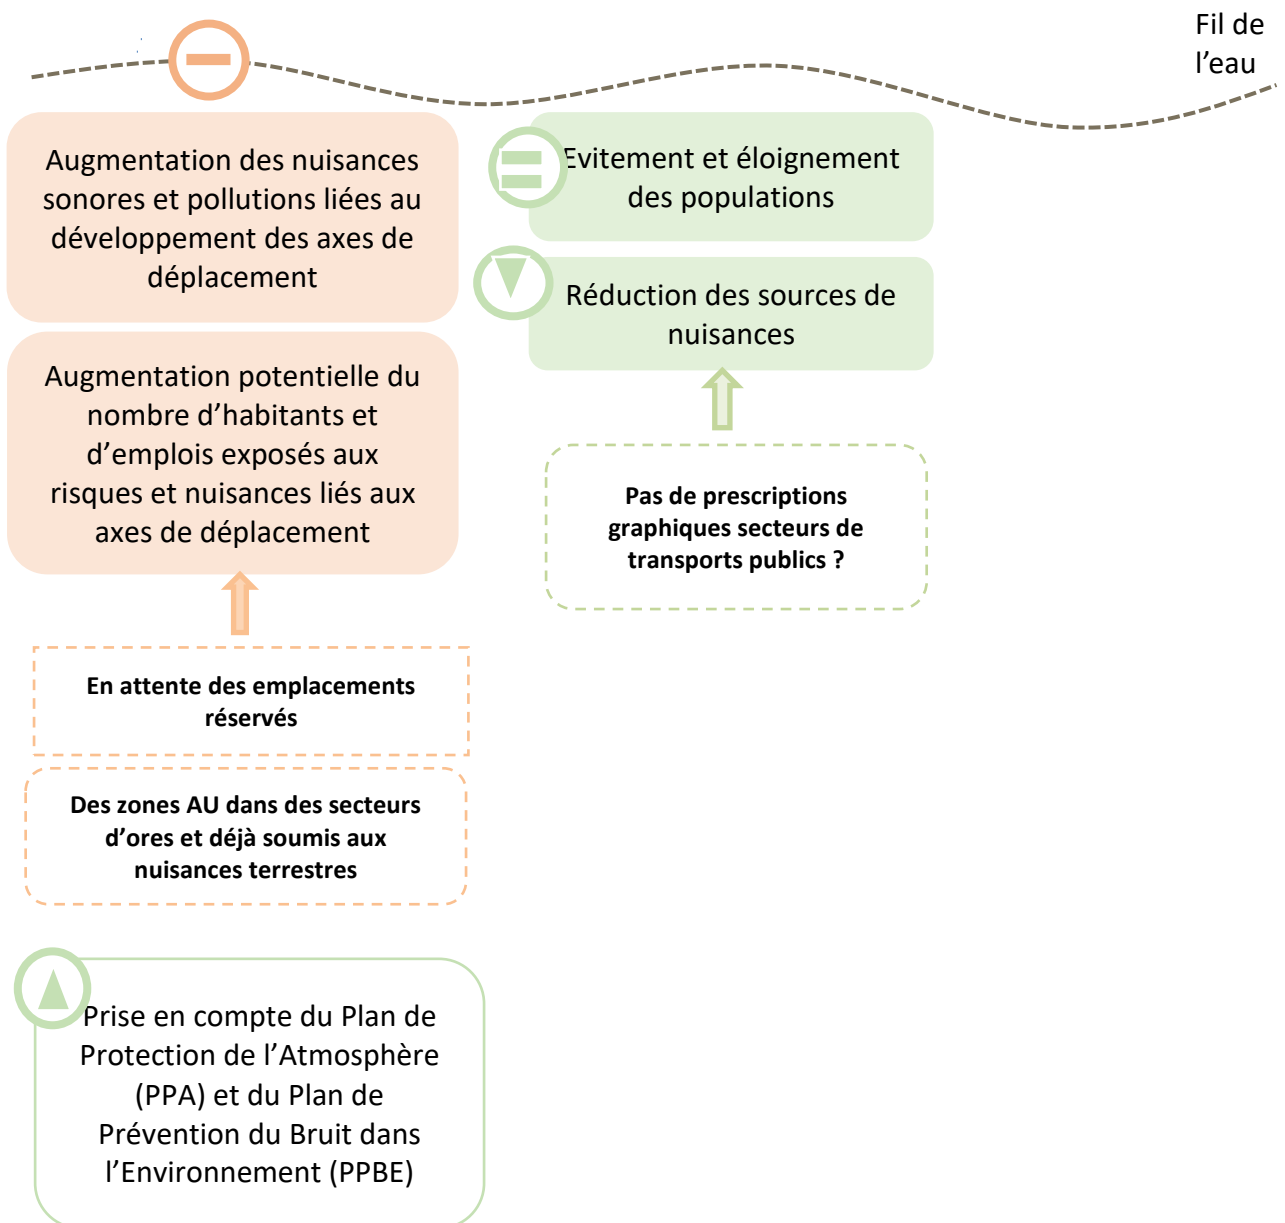 Fil de
l’eau
Augmentation des nuisances
sonores et pollutions liées au
développement des axes de
déplacement
Augmentation potentielle du
nombre d’habitants et
d’emplois exposés aux
risques et nuisances liés aux
axes de déplacement
En attente des emplacements
réservés
Des zones AU dans des secteurs
d’ores et déjà soumis aux
nuisances terrestres
Prise en compte du Plan de
Protection de l’Atmosphère
(PPA) et du Plan de
Prévention du Bruit dans
l’Environnement (PPBE)
Evitement et éloignement
des populations
Réduction des sources de
nuisances
Pas de prescriptions
graphiques secteurs de
transports publics ?